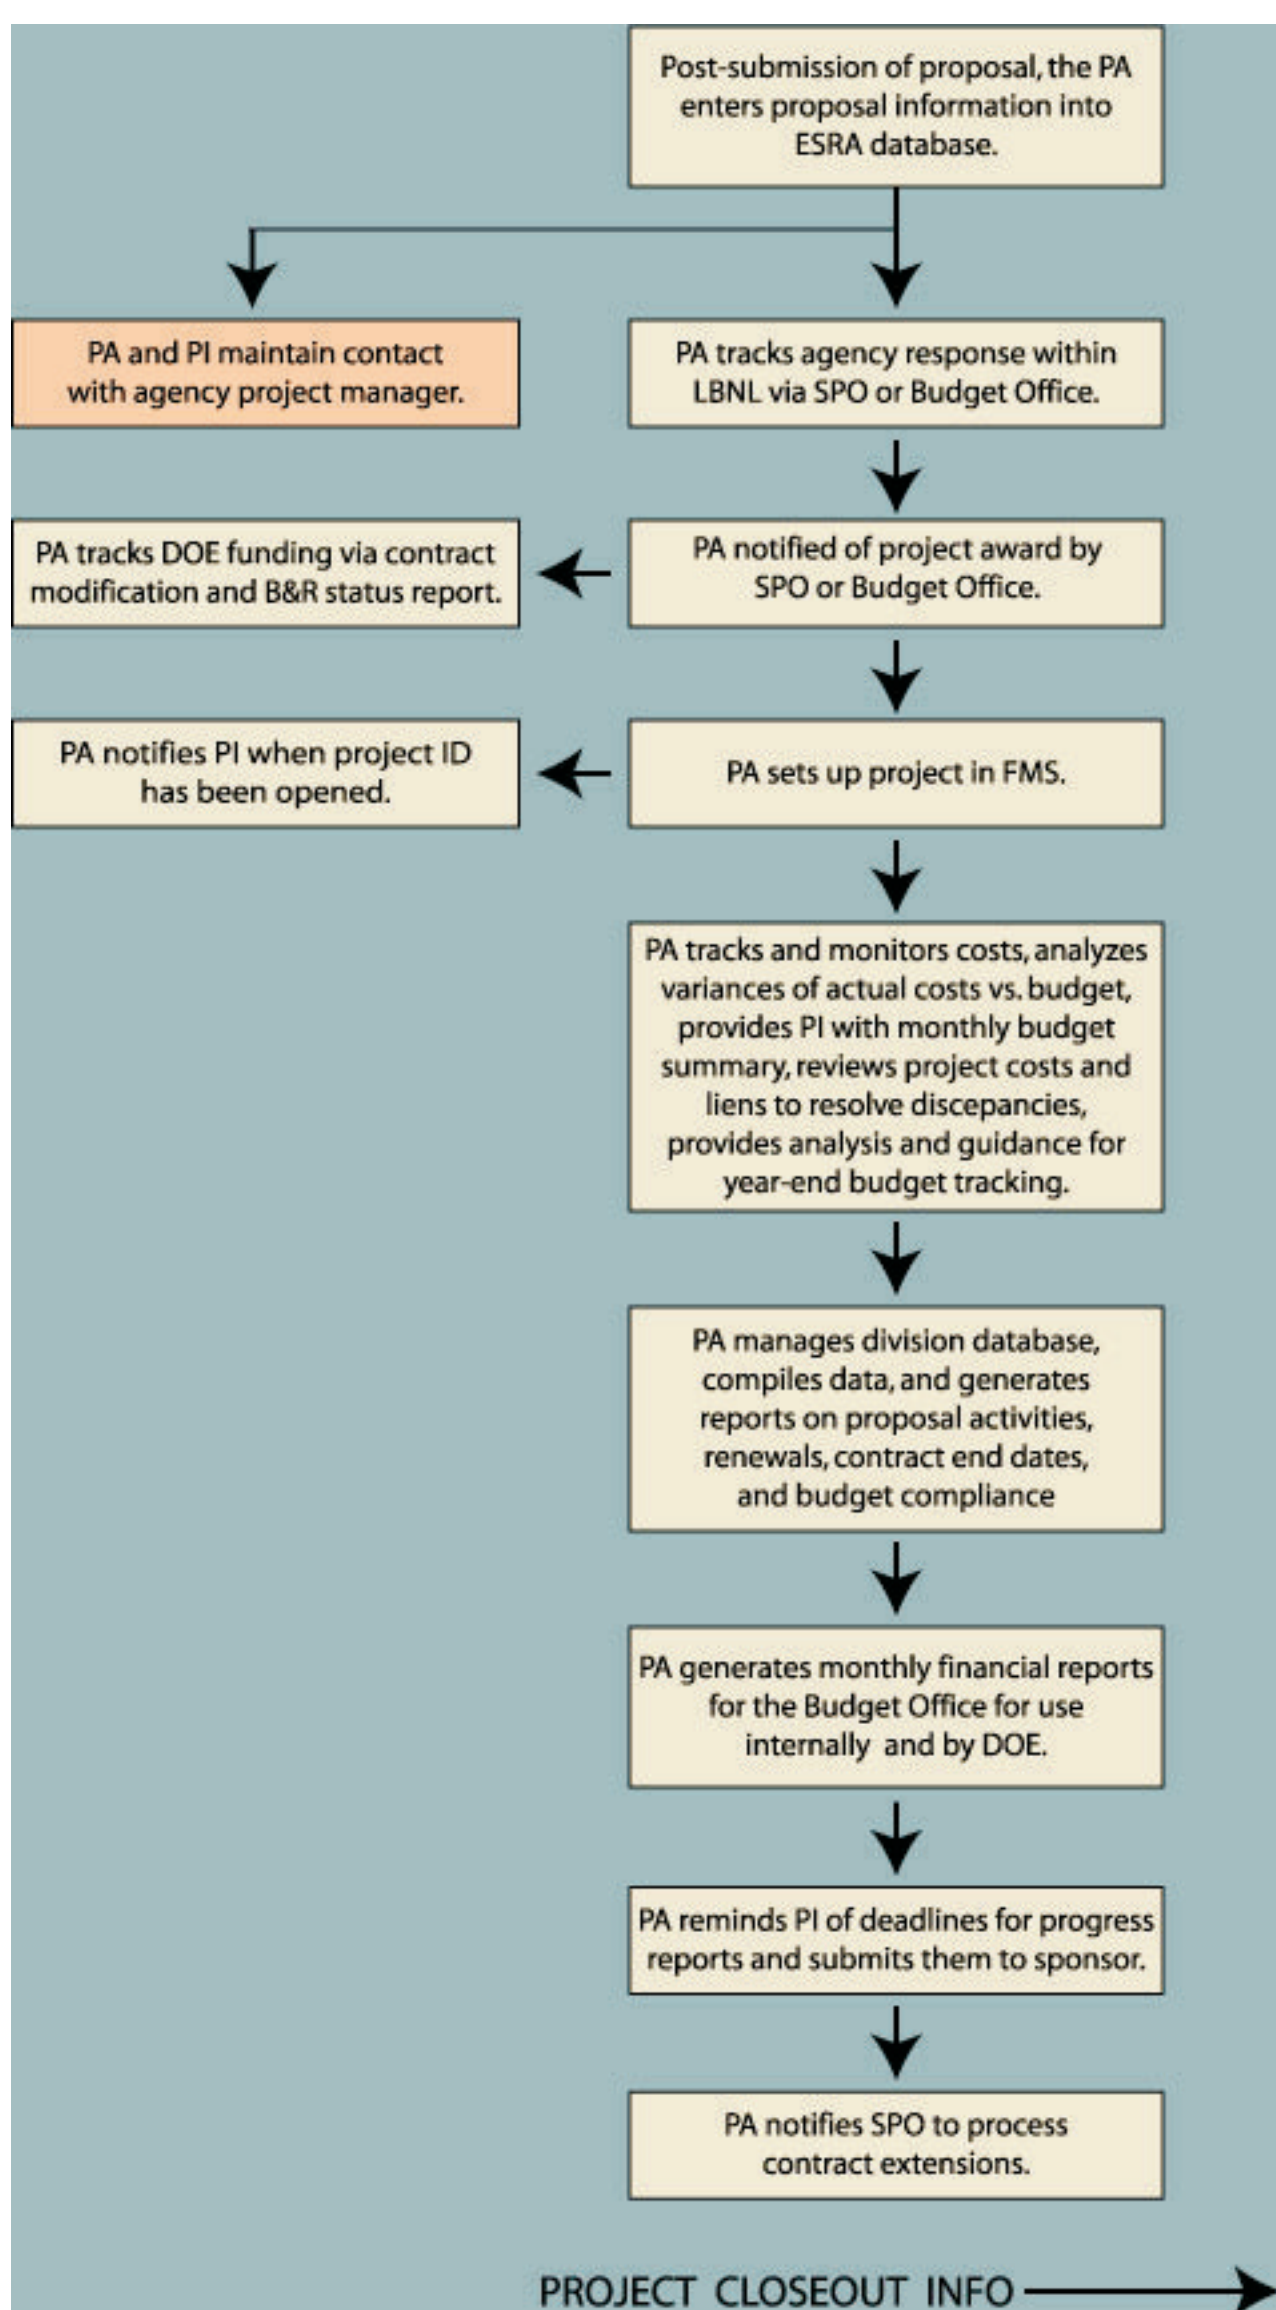 Post-submission of proposal, the PA
enters proposal information into
ESRA database.
PA and PI maintain contact
with agency project manager.
PA tracks agency response within
LBNL via SPO or Budget Office.
PA tracks DOE funding via contract
modification and B&R status report.
PA notified of project award by
SPO or Budget Office.
PA notifies PI when project ID
has been opened.
PA sets up project in FMS.
PA tracks and monitors costs, analyzes
variances of actual costs vs. budget,
provides PI with monthly budget
summary, reviews project costs and
liens to resolve discepancies,
provides analysis and guidance for
year-end budget tracking.
PA manages division database,
compiles data, and generates
reports on proposal activities,
renewals, contract end dates,
and budget compliance
PA generates monthly financial reports
for the Budget Office for use
internally and by DOE.
PA reminds PI of deadlines for progress
reports and submits them to sponsor.
PA notifies SPO to process
contract extensions.
PROJECT CLOSEOUT INFO